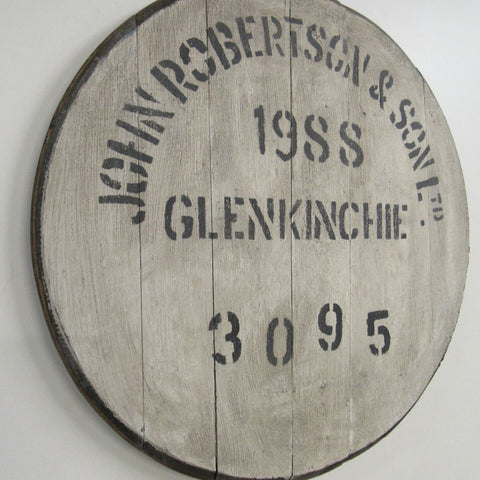 JOHN ROBERTSON & SON LTD.
1988
GLENKINCHIE
3095